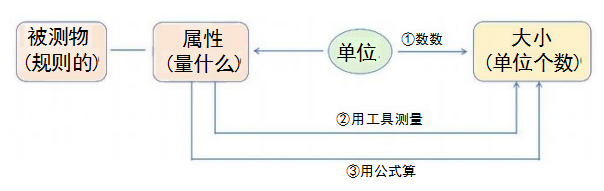 被测物
(规则的)
属性
(量什么)
单位
①数数
大小
(单位个数)
②用工具测量
③用公式算